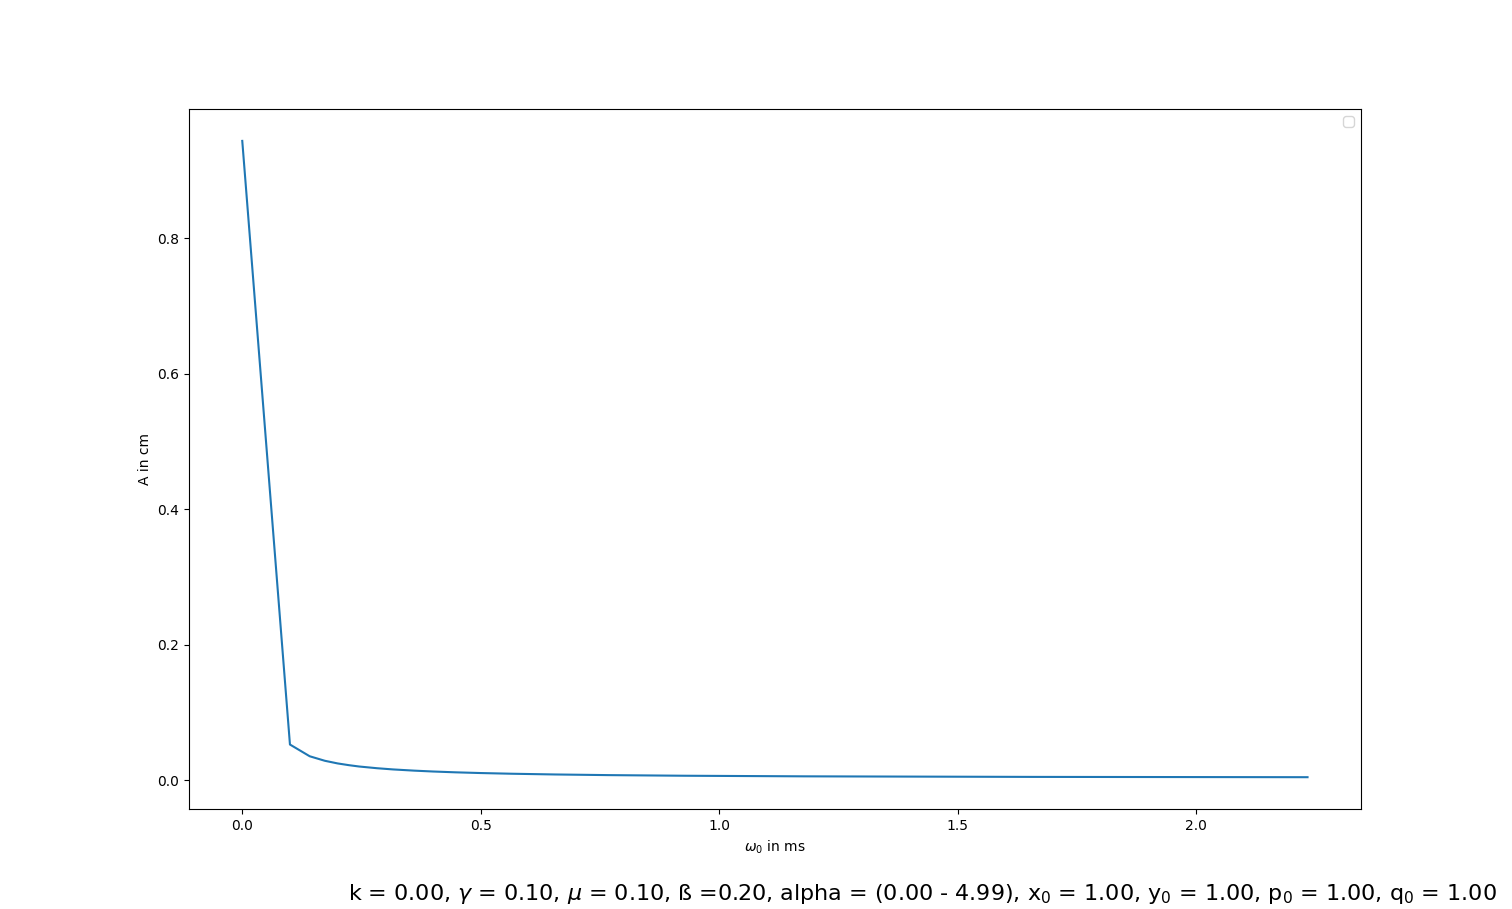 0.8
0.6
0.4
0.2
0.0
A in cm
0.0 0.5 1.0 1.5 2.0
ω₀ in ms
k = 0.00, γ = 0.10, μ = 0.10, ß =0.20, alpha = (0.00 - 4.99), x₀ = 1.00, y₀ = 1.00, p₀ = 1.00, q₀ = 1.00